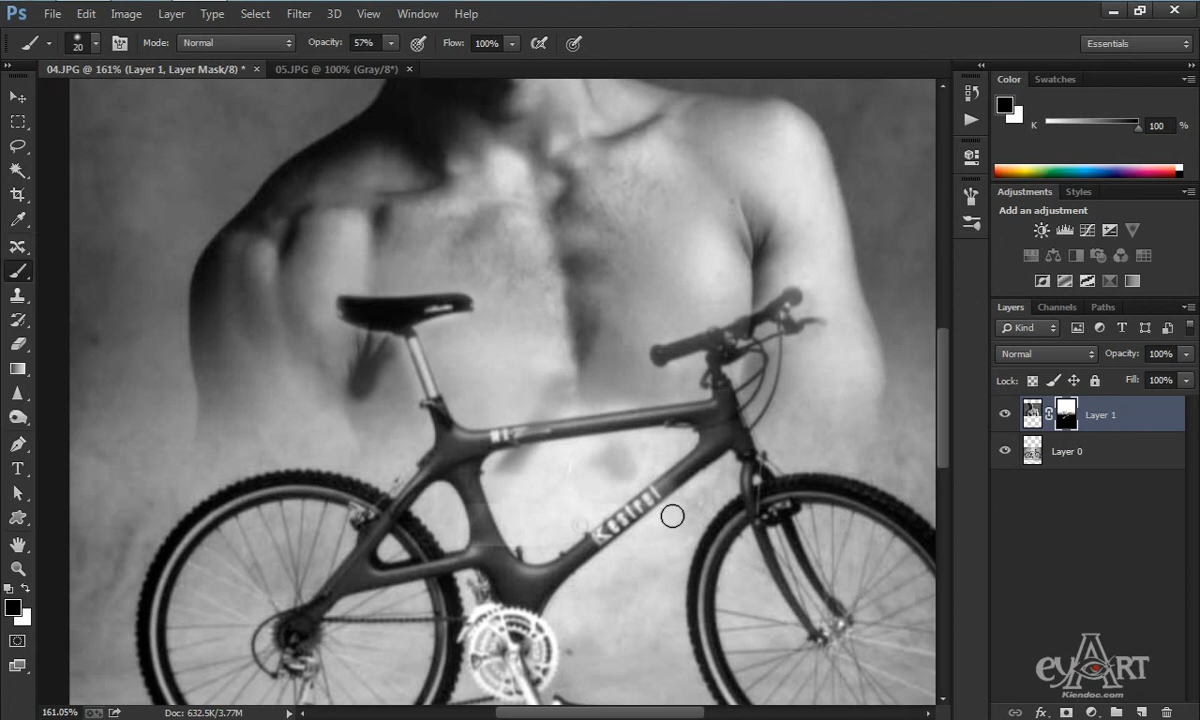 Ps File Edit Image Layer Type Select Filter 3D View Window Help
20 Mode: Normal Opacity: 57% Flow: 100% Essentials
04.JPG @ 161% (Layer 1, Layer Mask/8) * × 05.JPG @ 100% (Gray/8*) ×
Color Swatches
K 100 %
Adjustments Styles
Add an adjustment
Layers Channels Paths
Kind
Normal Opacity: 100%
Lock: Fill: 100%
Layer 1
Layer 0
Kestrel
eyART
Kiendoc.com
161.05% Doc: 632.5K/3.77M